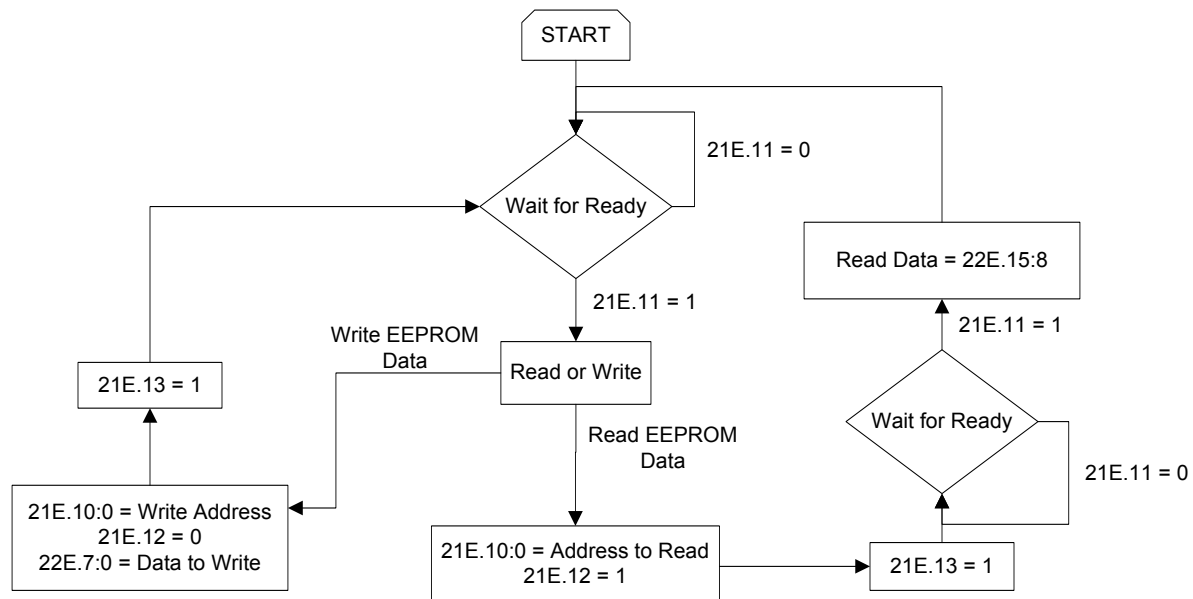 START
21E.11 = 0
Wait for Ready
Read Data = 22E.15:8
21E.11 = 1
21E.11 = 1
Write EEPROM
Data
Read or Write
21E.13 = 1
Wait for Ready
Read EEPROM
Data
21E.11 = 0
21E.10:0 = Write Address
21E.12 = 0
22E.7:0 = Data to Write
21E.10:0 = Address to Read
21E.12 = 1
21E.13 = 1